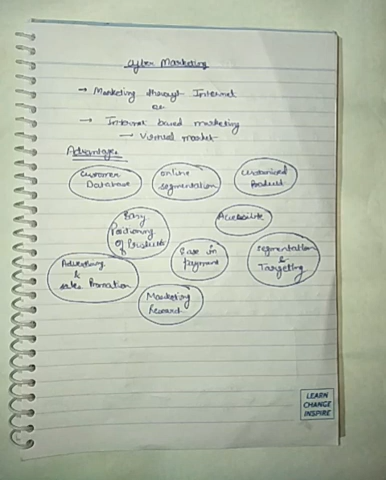 Cyber Marketing
→ Marketing through Internet
or
→ Internet based marketing
→ Virtual market
Advantages
Customer
Database
online
segmentation
Customized
Product
Easy
Positioning
of Products
Accessible
Advertising
&
sales Promotion
Ease in
payment
Segmentation
&
Targeting
Marketing
Research
LEARN
CHANGE
INSPIRE